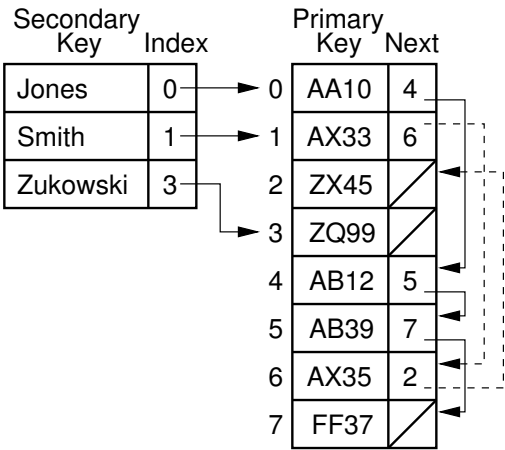 Secondary Key Index
Jones 0
Smith 1
Zukowski 3
Primary Key Next
0 AA10 4
1 AX33 6
2 ZX45
3 ZQ99
4 AB12 5
5 AB39 7
6 AX35 2
7 FF37